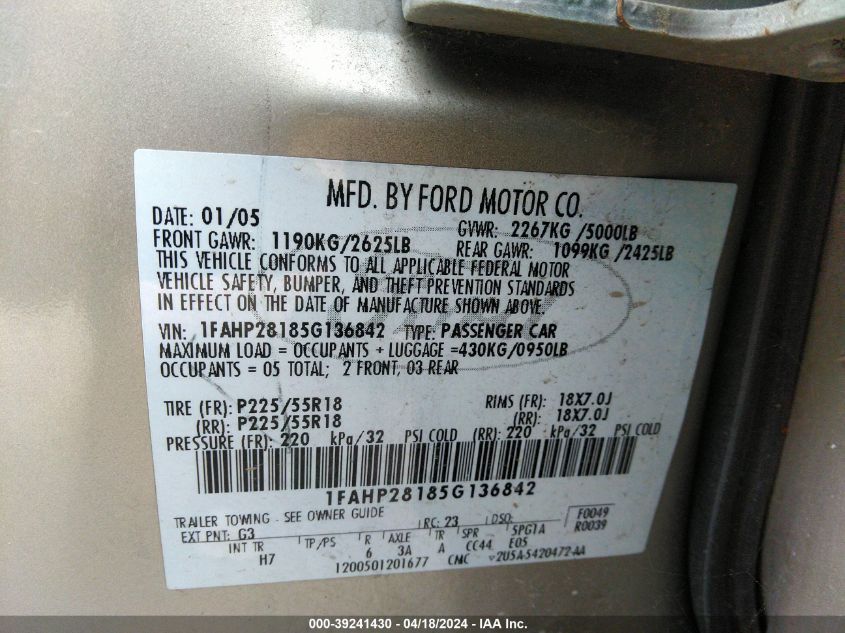 MFD. BY FORD MOTOR CO.
DATE: 01/05 GVWR: 2267KG /5000LB
FRONT GAWR: 1190KG/2625LB REAR GAWR: 1099KG /2425LB
THIS VEHICLE CONFORMS TO ALL APPLICABLE FEDERAL MOTOR
VEHICLE SAFETY, BUMPER, AND THEFT PREVENTION STANDARDS
IN EFFECT ON THE DATE OF MANUFACTURE SHOWN ABOVE.
VIN: 1FAHP28185G136842 TYPE: PASSENGER CAR
MAXIMUM LOAD = OCCUPANTS + LUGGAGE =430KG/0950LB
OCCUPANTS = 05 TOTAL; 2 FRONT, 03 REAR
TIRE (FR): P225/55R18 RIMS (FR): 18X7.0J
(RR): P225/55R18 (RR): 18X7.0J
PRESSURE (FR): 220 kPa/32 PSI COLD (RR): 220 kPa/32 PSI COLD
1FAHP28185G136842
TRAILER TOWING - SEE OWNER GUIDE RC: 23 DSO: F0049
EXT PNT: G3 R0039
INT TR TP/PS R AXLE TR SPR 5PG1A
H7 6 3A A CC44 E05
1200501201677 CMC 2U5A-5420472-AA
000-39241430 - 04/18/2024 - IAA Inc.